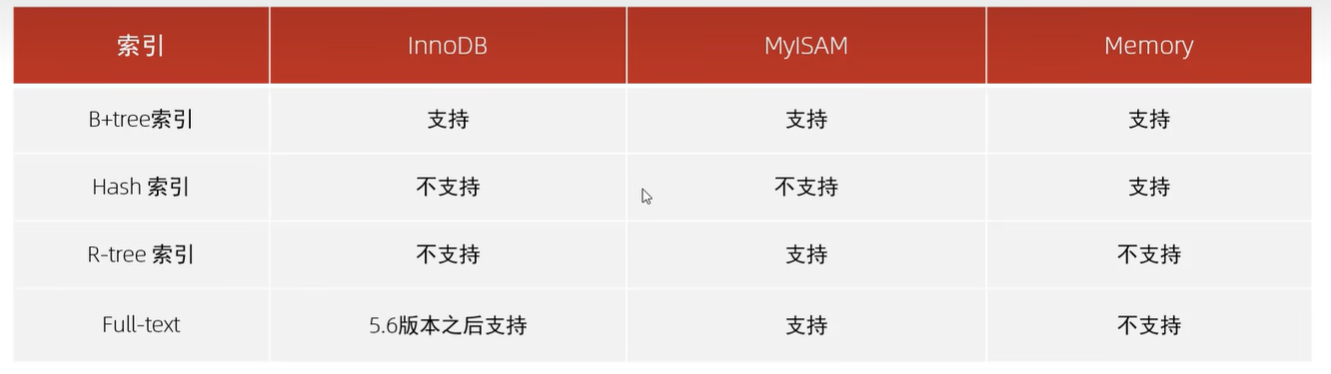 索引 InnoDB MyISAM Memory
B+tree索引 支持 支持 支持
Hash 索引 不支持 不支持 支持
R-tree 索引 不支持 支持 不支持
Full-text 5.6版本之后支持 支持 不支持